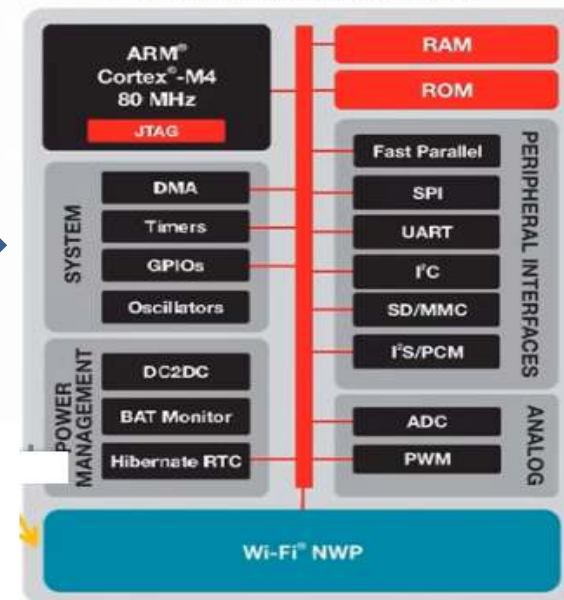 ARM®
Cortex®-M4
80 MHz
JTAG
RAM
ROM
SYSTEM
DMA
Timers
GPIOs
Oscillators
PERIPHERAL INTERFACES
Fast Parallel
SPI
UART
I²C
SD/MMC
I²S/PCM
POWER
MANAGEMENT
DC2DC
BAT Monitor
Hibernate RTC
ANALOG
ADC
PWM
Wi-Fi® NWP